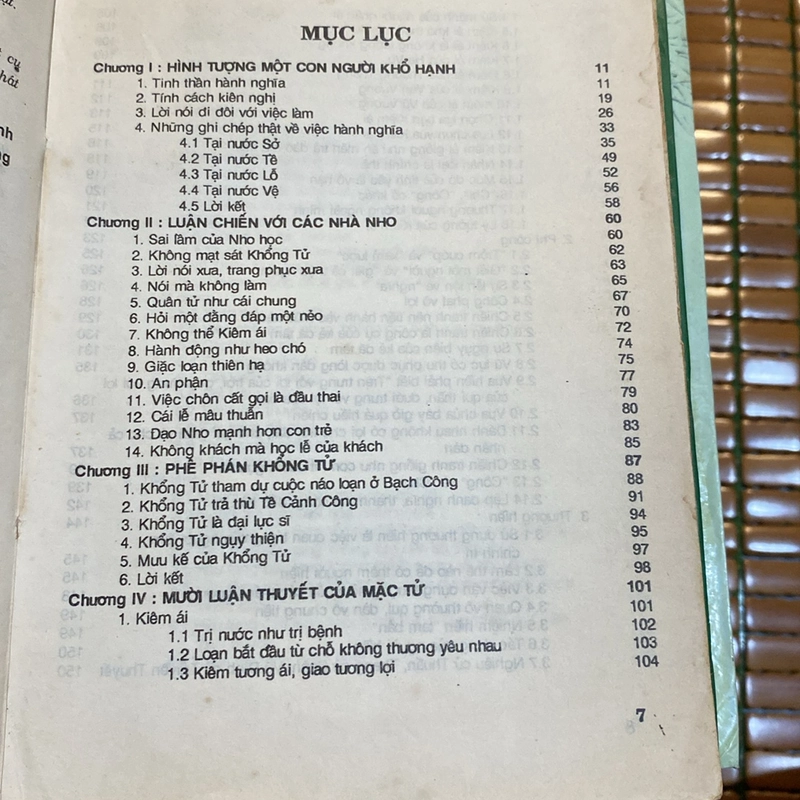 MỤC LỤC
Chương I : HÌNH TƯỢNG MỘT CON NGƯỜI KHỔ HẠNH 11
1. Tinh thần hành nghĩa 11
2. Tính cách kiên nghị 19
3. Lời nói đi đôi với việc làm 26
4. Những ghi chép thật về việc hành nghĩa 33
4.1 Tại nước Sở 35
4.2 Tại nước Tề 49
4.3 Tại nước Lỗ 52
4.4 Tại nước Vệ 56
4.5 Lời kết 58
Chương II : LUẬN CHIẾN VỚI CÁC NHÀ NHO 60
1. Sai lầm của Nho học 60
2. Không mạt sát Khổng Tử 62
3. Lời nói xưa, trang phục xưa 63
4. Nói mà không làm 65
5. Quân tử như cái chung 67
6. Hỏi một đằng đáp một nẻo 70
7. Không thể Kiêm ái 72
8. Hành động như heo chó 74
9. Giặc loạn thiên hạ 75
10. An phận 77
11. Việc chôn cất gọi là đầu thai 79
12. Cái lễ mâu thuẫn 80
13. Đạo Nho mạnh hơn con trẻ 83
14. Không khách mà học lễ của khách 85
Chương III : PHÊ PHÁN KHỔNG TỬ 87
1. Khổng Tử tham dự cuộc náo loạn ở Bạch Công 88
2. Khổng Tử trả thù Tề Cảnh Công 91
3. Khổng Tử là đại lực sĩ 94
4. Khổng Tử ngụy thiện 95
5. Mưu kế của Khổng Tử 97
6. Lời kết 98
Chương IV : MƯỜI LUẬN THUYẾT CỦA MẶC TỬ 101
1. Kiêm ái 101
1.1 Trị nước như trị bệnh 102
1.2 Loạn bắt đầu từ chỗ không thương yêu nhau 103
1.3 Kiêm tương ái, giao tương lợi 104
7